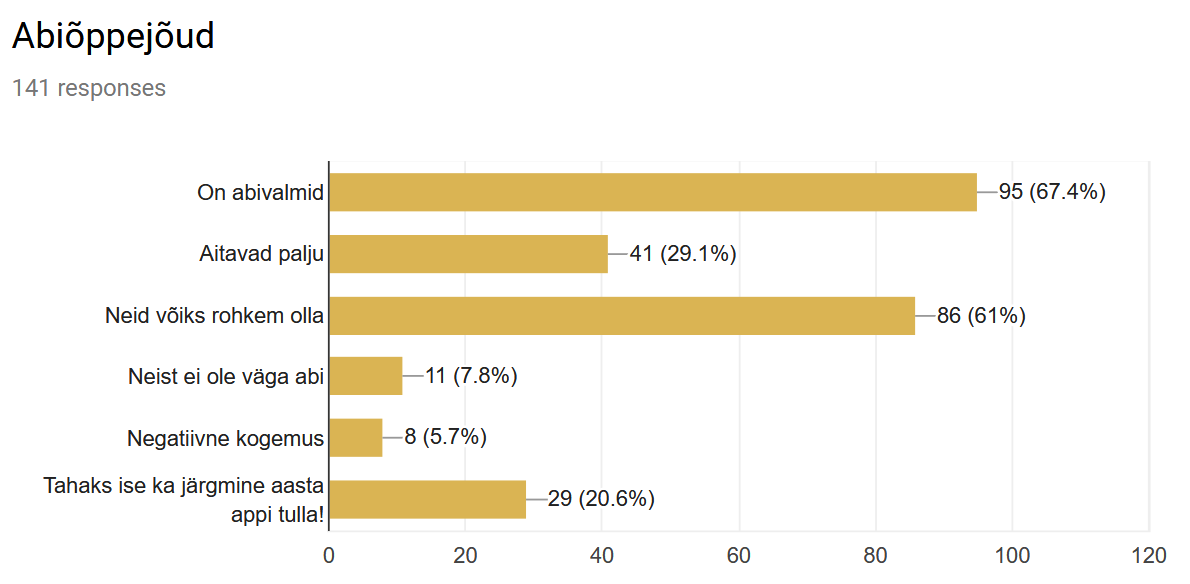 Abiõppejõud
141 responses
On abivalmid
95 (67.4%)
Aitavad palju
41 (29.1%)
Neid võiks rohkem olla
86 (61%)
Neist ei ole väga abi
11 (7.8%)
Negatiivne kogemus
8 (5.7%)
Tahaks ise ka järgmine aasta
appi tulla!
29 (20.6%)
0 20 40 60 80 100 120